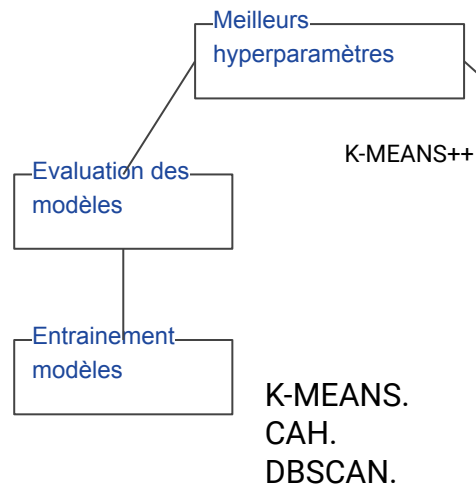 Meilleurs
hyperparamètres
K-MEANS++
Evaluation des
modèles
Entrainement
modèles
K-MEANS.
CAH.
DBSCAN.